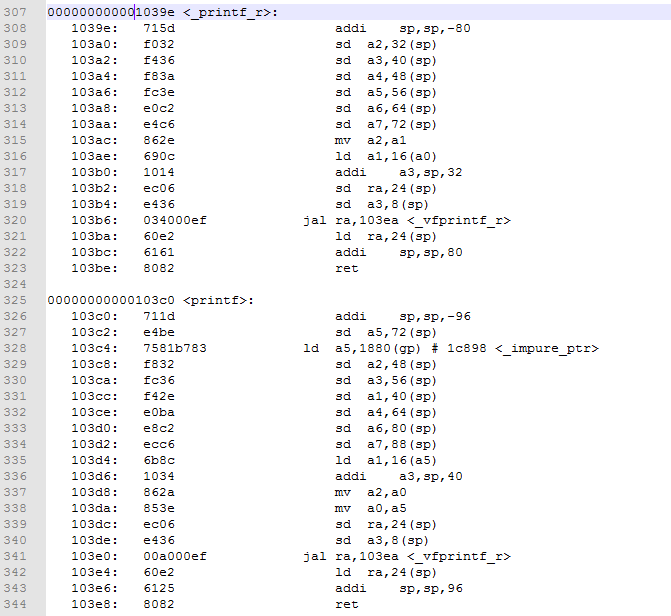 307 000000000001039e <_printf_r>:
308 1039e: 715d addi sp,sp,-80
309 103a0: f032 sd a2,32(sp)
310 103a2: f436 sd a3,40(sp)
311 103a4: f83a sd a4,48(sp)
312 103a6: fc3e sd a5,56(sp)
313 103a8: e0c2 sd a6,64(sp)
314 103aa: e4c6 sd a7,72(sp)
315 103ac: 862e mv a2,a1
316 103ae: 690c ld a1,16(a0)
317 103b0: 1014 addi a3,sp,32
318 103b2: ec06 sd ra,24(sp)
319 103b4: e436 sd a3,8(sp)
320 103b6: 034000ef jal ra,103ea <_vfprintf_r>
321 103ba: 60e2 ld ra,24(sp)
322 103bc: 6161 addi sp,sp,80
323 103be: 8082 ret
324
325 00000000000103c0 <printf>:
326 103c0: 711d addi sp,sp,-96
327 103c2: e4be sd a5,72(sp)
328 103c4: 7581b783 ld a5,1880(gp) # 1c898 <_impure_ptr>
329 103c8: f832 sd a2,48(sp)
330 103ca: fc36 sd a3,56(sp)
331 103cc: f42e sd a1,40(sp)
332 103ce: e0ba sd a4,64(sp)
333 103d0: e8c2 sd a6,80(sp)
334 103d2: ecc6 sd a7,88(sp)
335 103d4: 6b8c ld a1,16(a5)
336 103d6: 1034 addi a3,sp,40
337 103d8: 862a mv a2,a0
338 103da: 853e mv a0,a5
339 103dc: ec06 sd ra,24(sp)
340 103de: e436 sd a3,8(sp)
341 103e0: 00a000ef jal ra,103ea <_vfprintf_r>
342 103e4: 60e2 ld ra,24(sp)
343 103e6: 6125 addi sp,sp,96
344 103e8: 8082 ret